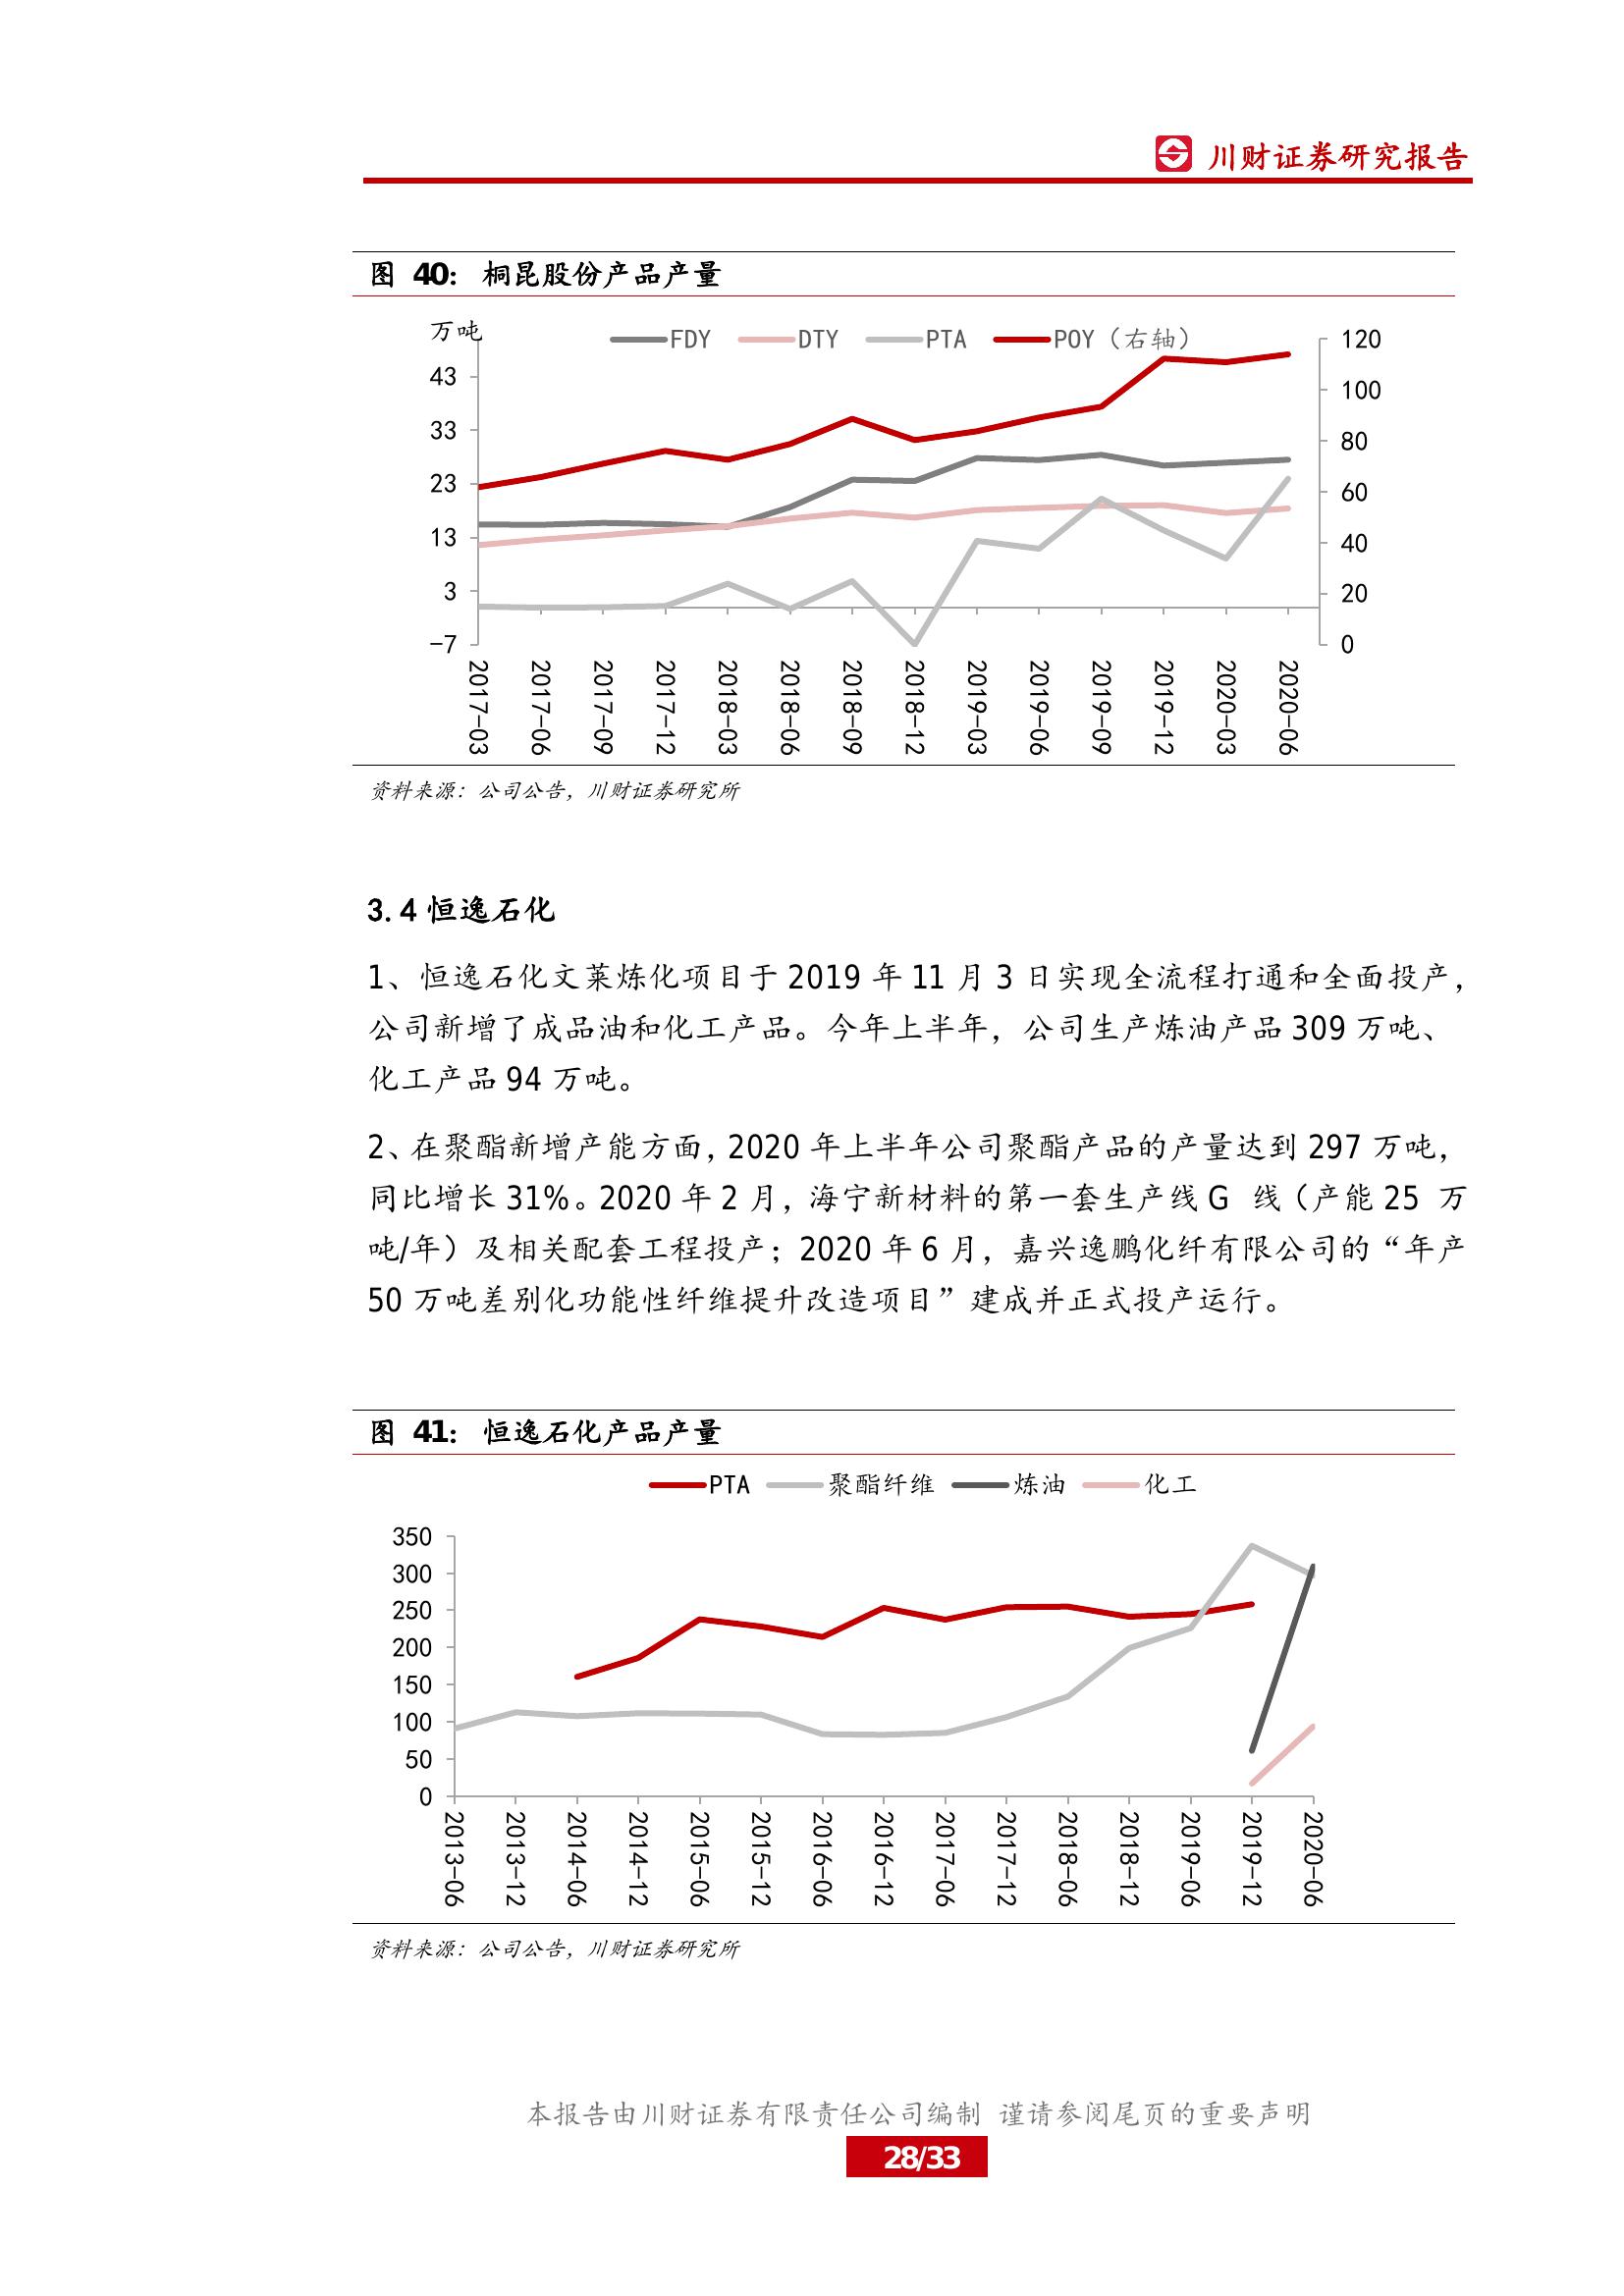 川财证券研究报告
图 40： 桐昆股份产品产量
万吨
FDY DTY PTA POY（右轴）
43
33
23
13
3
-7
120
100
80
60
40
20
0
2017-03 2017-06 2017-09 2017-12 2018-03 2018-06 2018-09 2018-12 2019-03 2019-06 2019-09 2019-12 2020-03 2020-06
资料来源：公司公告，川财证券研究所
3.4 恒逸石化
1、恒逸石化文莱炼化项目于 2019 年 11 月 3 日实现全流程打通和全面投产，
公司新增了成品油和化工产品。今年上半年，公司生产炼油产品 309 万吨、
化工产品 94 万吨。
2、在聚酯新增产能方面，2020 年上半年公司聚酯产品的产量达到 297 万吨，
同比增长 31%。2020 年 2 月，海宁新材料的第一套生产线 G 线（产能 25 万
吨/年）及相关配套工程投产；2020 年 6 月，嘉兴逸鹏化纤有限公司的“年产
50 万吨差别化功能性纤维提升改造项目”建成并正式投产运行。
图 41： 恒逸石化产品产量
PTA 聚酯纤维 炼油 化工
350
300
250
200
150
100
50
0
2013-06 2013-12 2014-06 2014-12 2015-06 2015-12 2016-06 2016-12 2017-06 2017-12 2018-06 2018-12 2019-06 2019-12 2020-06
资料来源：公司公告，川财证券研究所
本报告由川财证券有限责任公司编制 谨请参阅尾页的重要声明
28/33